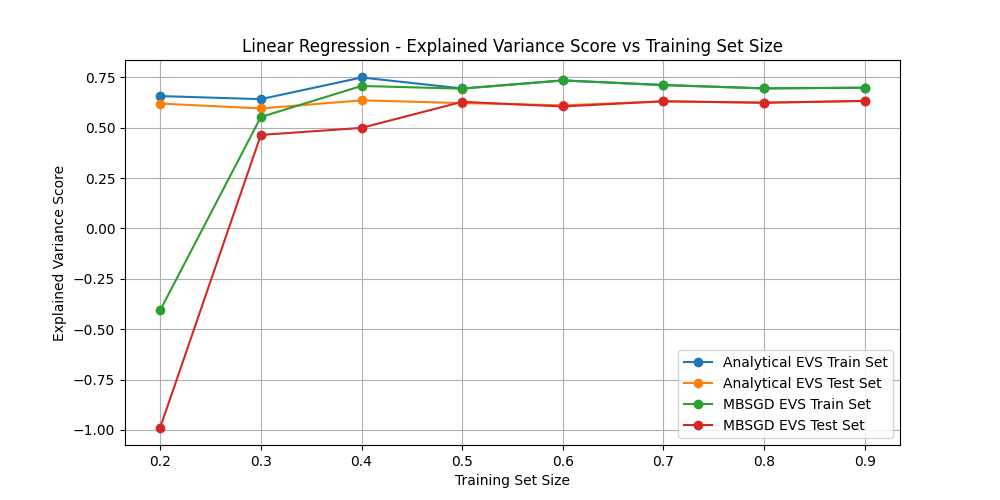 Linear Regression - Explained Variance Score vs Training Set Size
Explained Variance Score
0.75
0.50
0.25
0.00
−0.25
−0.50
−0.75
−1.00
Analytical EVS Train Set
Analytical EVS Test Set
MBSGD EVS Train Set
MBSGD EVS Test Set
0.2 0.3 0.4 0.5 0.6 0.7 0.8 0.9
Training Set Size